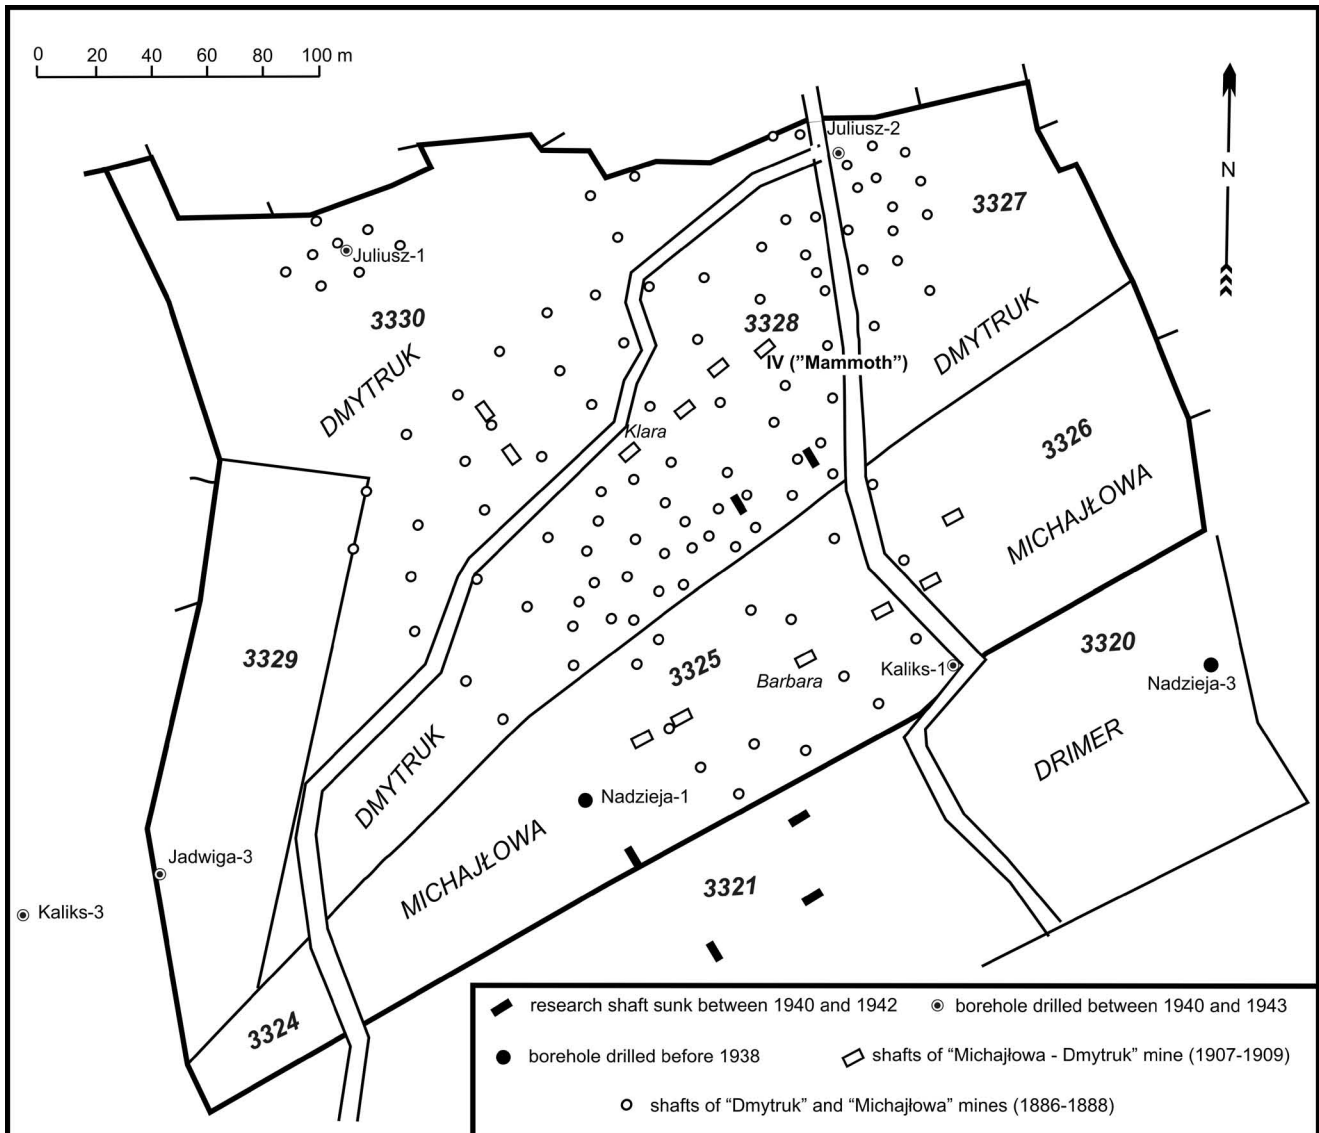 0 20 40 60 80 100 m
Juliusz-2
N
3327
Juliusz-1
3330
3328
DMYTRUK
DMYTRUK
IV (”Mammoth”)
Klara
3326
MICHAJŁOWA
3329
3325
3320
Kaliks-1
Barbara
Nadzieja-3
DMYTRUK
DRIMER
Nadzieja-1
MICHAJŁOWA
Jadwiga-3
3321
Kaliks-3
3324
research shaft sunk between 1940 and 1942
borehole drilled between 1940 and 1943
borehole drilled before 1938
shafts of “Michajłowa - Dmytruk” mine (1907-1909)
shafts of “Dmytruk” and “Michajłowa” mines (1886-1888)